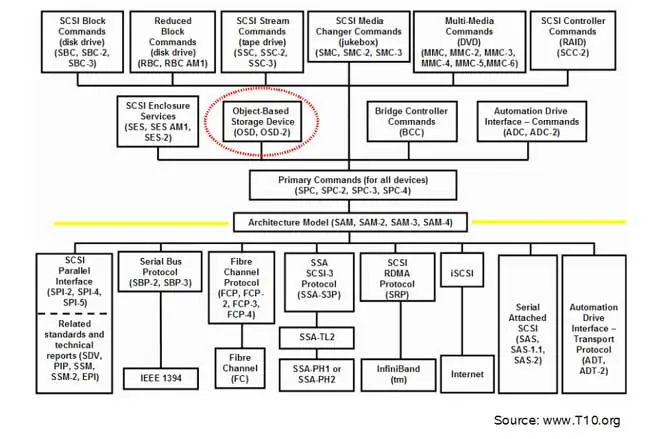 SCSI Block
Commands
(disk drive)
(SBC, SBC-2,
SBC-3)
Reduced
Block
Commands
(disk drive)
(RBC, RBC AM1)
SCSI Stream
Commands
(tape drive)
(SSC, SSC-2,
SSC-3)
SCSI Media
Changer Commands
(jukebox)
(SMC, SMC-2, SMC-3
Multi-Media
Commands
(DVD)
(MMC, MMC-2, MMC-3,
MMC-4, MMC-5,MMC-6)
SCSI Controller
Commands
(RAID)
(SCC-2)
SCSI Enclosure
Services
(SES, SES AM1,
SES-2)
Object-Based
Storage Device
(OSD, OSD-2)
Bridge Controller
Commands
(BCC)
Automation Drive
Interface – Commands
(ADC, ADC-2)
Primary Commands (for all devices)
(SPC, SPC-2, SPC-3, SPC-4)
Architecture Model (SAM, SAM-2, SAM-3, SAM-4)
SCSI
Parallel
Interface
(SPI-2, SPI-4,
SPI-5)
Related
standards and
technical
reports (SDV,
PIP, SSM,
SSM-2, EPI)
Serial Bus
Protocol
(SBP-2, SBP-3)
IEEE 1394
Fibre
Channel
Protocol
(FCP, FCP-
2, FCP-3,
FCP-4)
Fibre
Channel
(FC)
SSA
SCSI-3
Protocol
(SSA-S3P)
SSA-TL2
SSA-PH1 or
SSA-PH2
SCSI
RDMA
Protocol
(SRP)
InfiniBand
(tm)
iSCSI
Internet
Serial
Attached
SCSI
(SAS,
SAS-1.1,
SAS-2)
Automation
Drive
Interface –
Transport
Protocol
(ADT,
ADT-2)
Source: www.T10.org